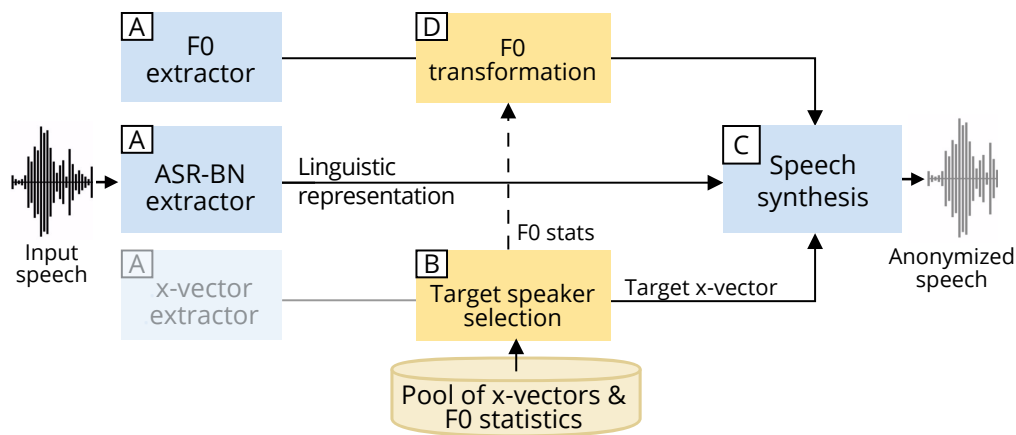 A
F0
extractor
D
F0
transformation
A
ASR-BN
extractor
Linguistic
representation
C
Speech
synthesis
Input
speech
F0 stats
Anonymized
speech
A
x-vector
extractor
B
Target speaker
selection
Target x-vector
Pool of x-vectors &
F0 statistics